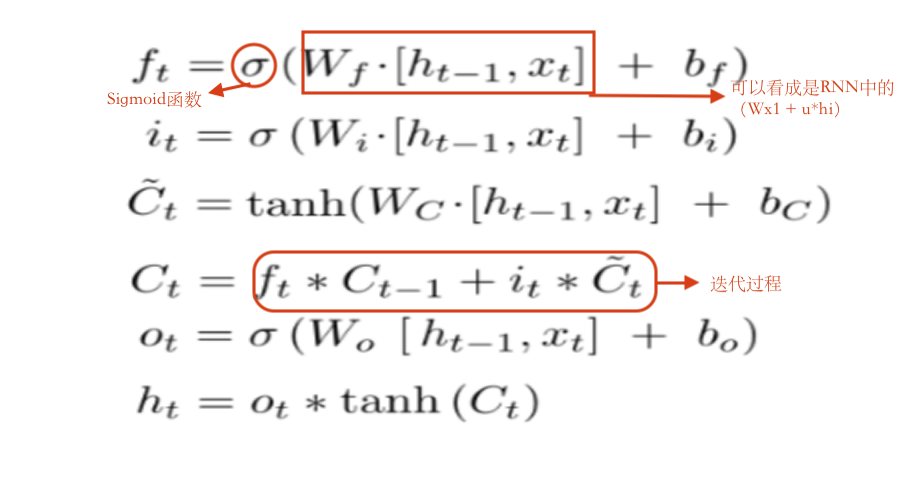 f_t = σ (W_f · [h_{t−1}, x_t] + b_f)
Sigmoid函数
可以看成是RNN中的
（Wx1 + u*hi）
i_t = σ (W_i · [h_{t−1}, x_t] + b_i)
C̃_t = tanh(W_C · [h_{t−1}, x_t] + b_C)
C_t = f_t * C_{t−1} + i_t * C̃_t
迭代过程
o_t = σ (W_o [ h_{t−1}, x_t] + b_o)
h_t = o_t * tanh (C_t)